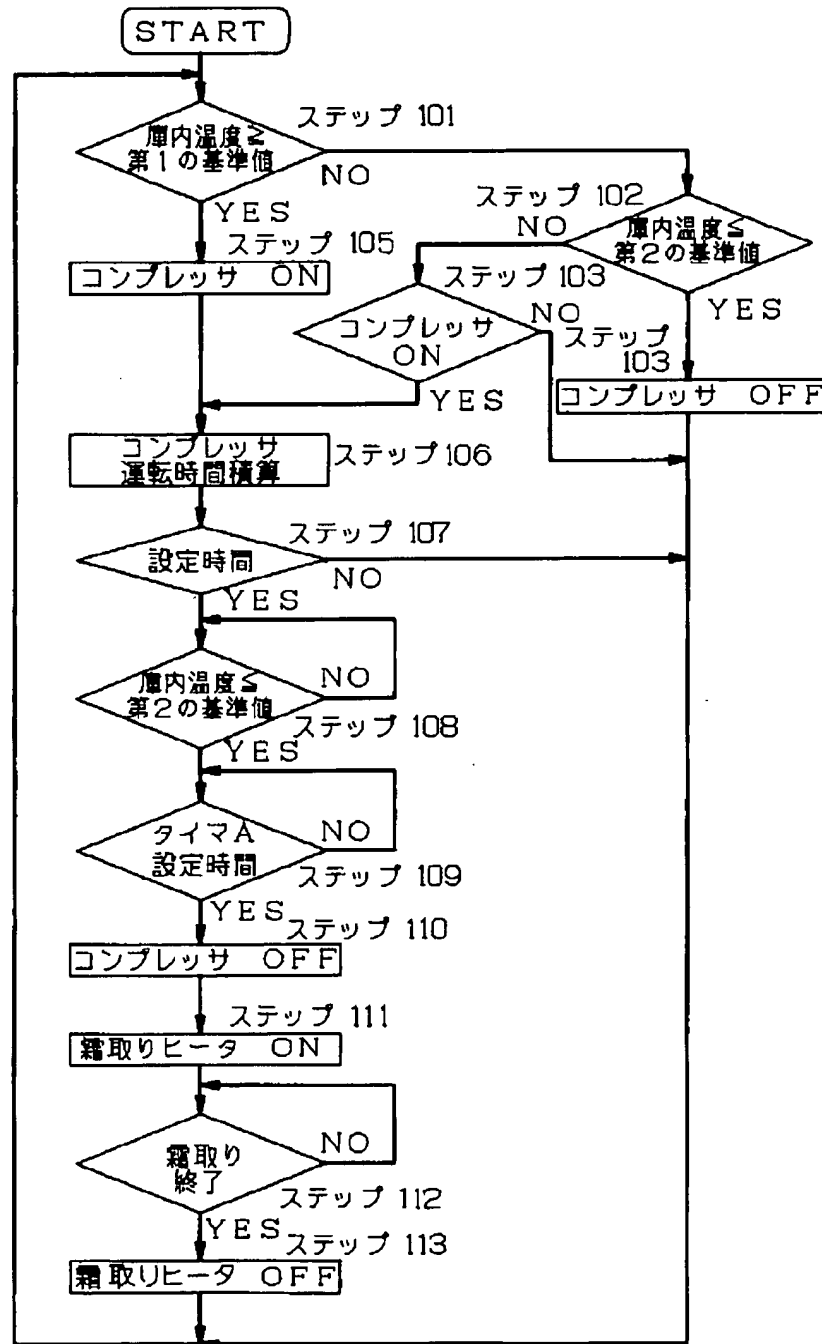 START
ステップ 101
庫内温度≧
第1の基準値
NO
YES
ステップ 102
NO
庫内温度≦
第2の基準値
YES
ステップ 105
コンプレッサ ON
ステップ 103
コンプレッサ
ON
NO
YES
ステップ
103
コンプレッサ OFF
コンプレッサ
運転時間積算
ステップ 106
ステップ 107
設定時間
NO
YES
庫内温度≦
第2の基準値
NO
ステップ 108
YES
タイマA
設定時間
NO
ステップ 109
YES
ステップ 110
コンプレッサ OFF
ステップ 111
霜取りヒータ ON
霜取り
終了
NO
ステップ 112
YES
ステップ 113
霜取りヒータ OFF